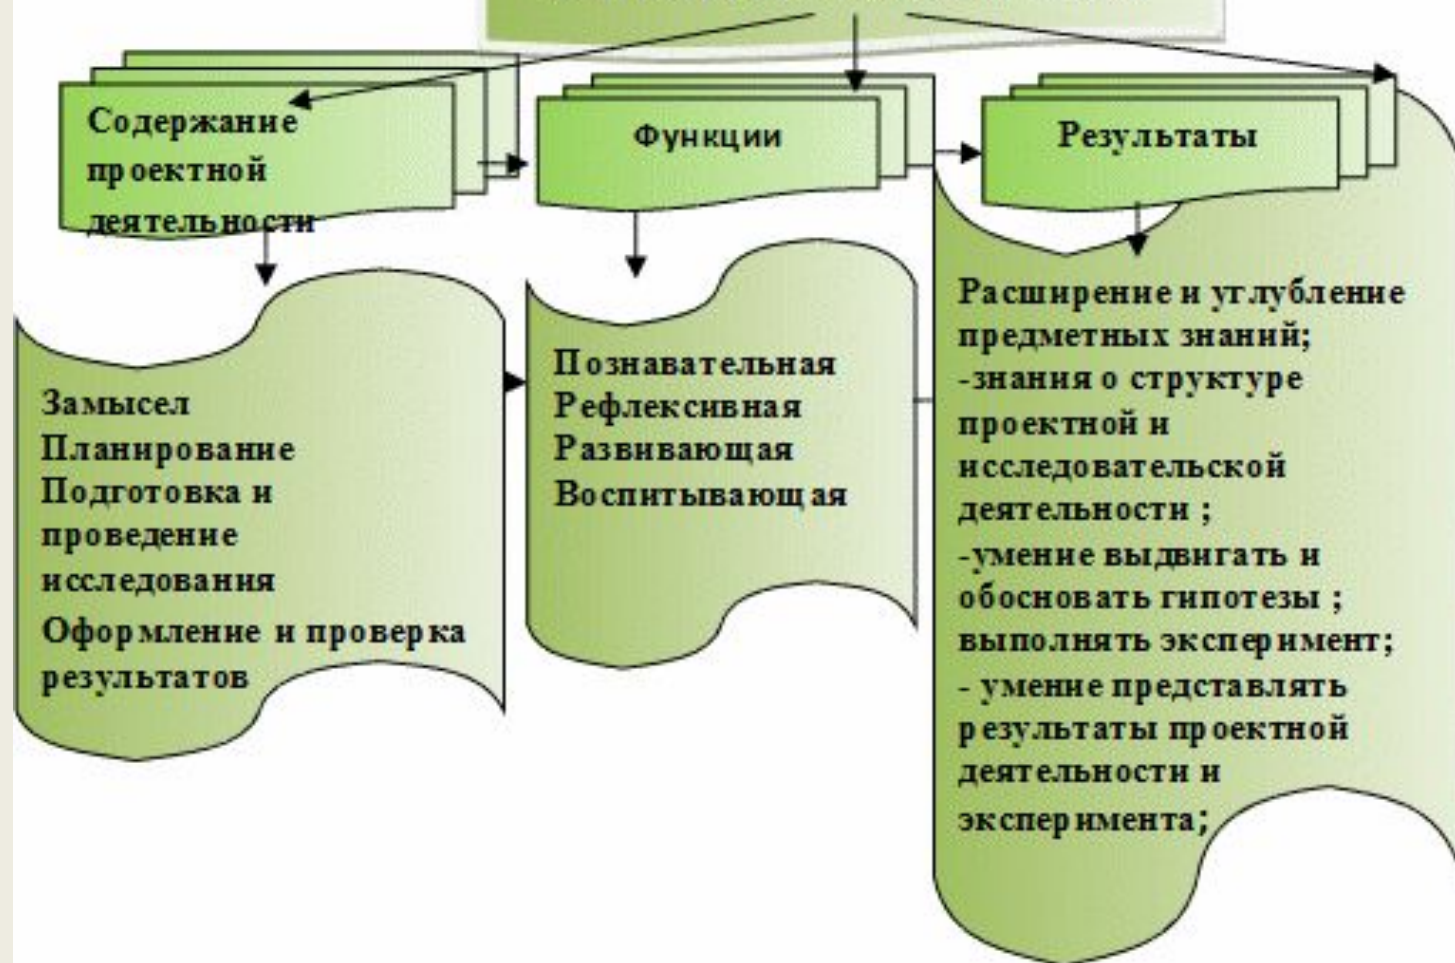 Содержание
проектной
деятельности
Функции
Результаты
Замысел
Планирование
Подготовка и
проведение
исследования
Оформление и проверка
результатов
Познавательная
Рефлексивная
Развивающая
Воспитывающая
Расширение и углубление
предметных знаний;
-знания о структуре
проектной и
исследовательской
деятельности ;
-умение выдвигать и
обосновать гипотезы ;
выполнять эксперимент;
- умение представлять
результаты проектной
деятельности и
эксперимента;